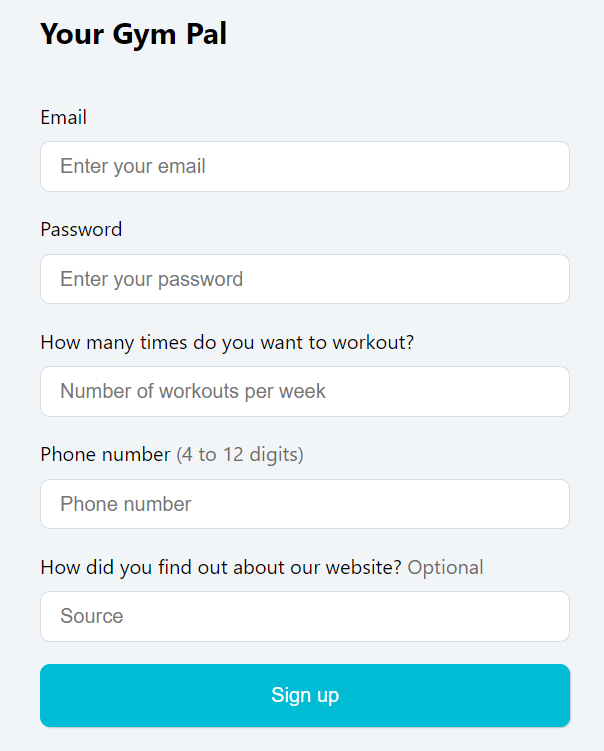 Your Gym Pal
Email
Enter your email
Password
Enter your password
How many times do you want to workout?
Number of workouts per week
Phone number (4 to 12 digits)
Phone number
How did you find out about our website? Optional
Source
Sign up